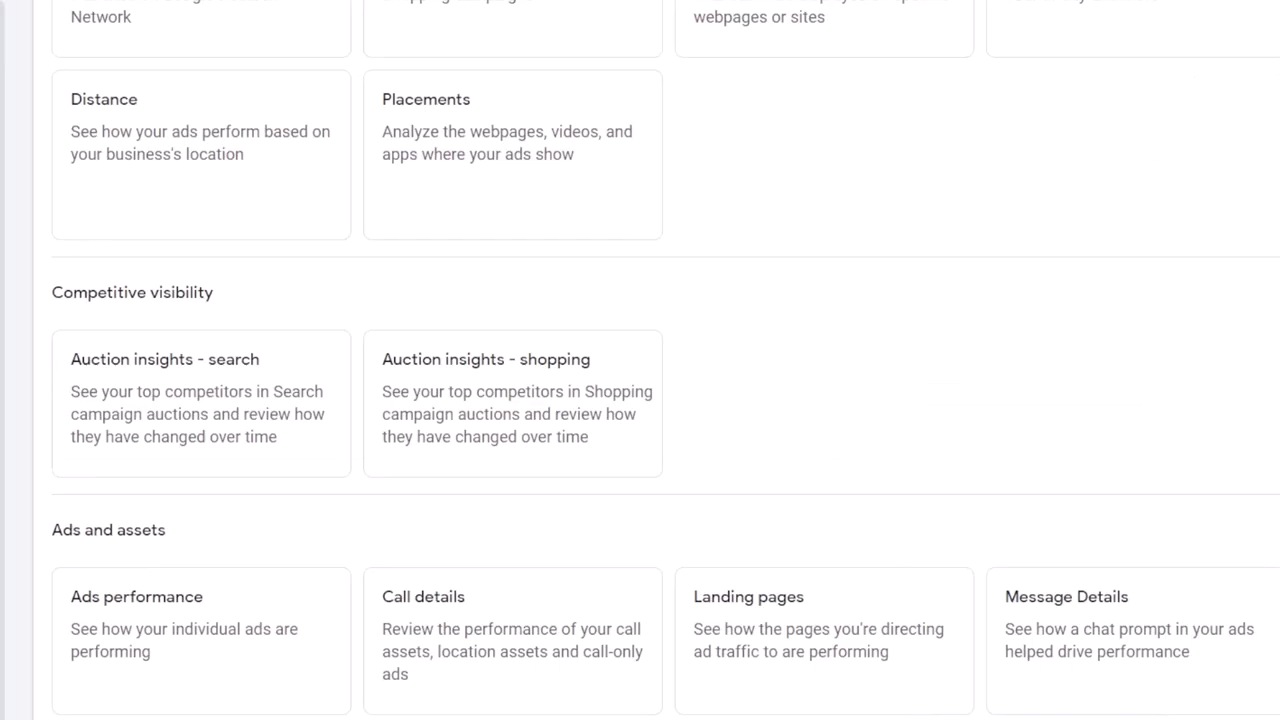 Network
webpages or sites
Distance
See how your ads perform based on
your business's location
Placements
Analyze the webpages, videos, and
apps where your ads show
Competitive visibility
Auction insights - search
See your top competitors in Search
campaign auctions and review how
they have changed over time
Auction insights - shopping
See your top competitors in Shopping
campaign auctions and review how
they have changed over time
Ads and assets
Ads performance
See how your individual ads are
performing
Call details
Review the performance of your call
assets, location assets and call-only
ads
Landing pages
See how the pages you're directing
ad traffic to are performing
Message Details
See how a chat prompt in your ads
helped drive performance